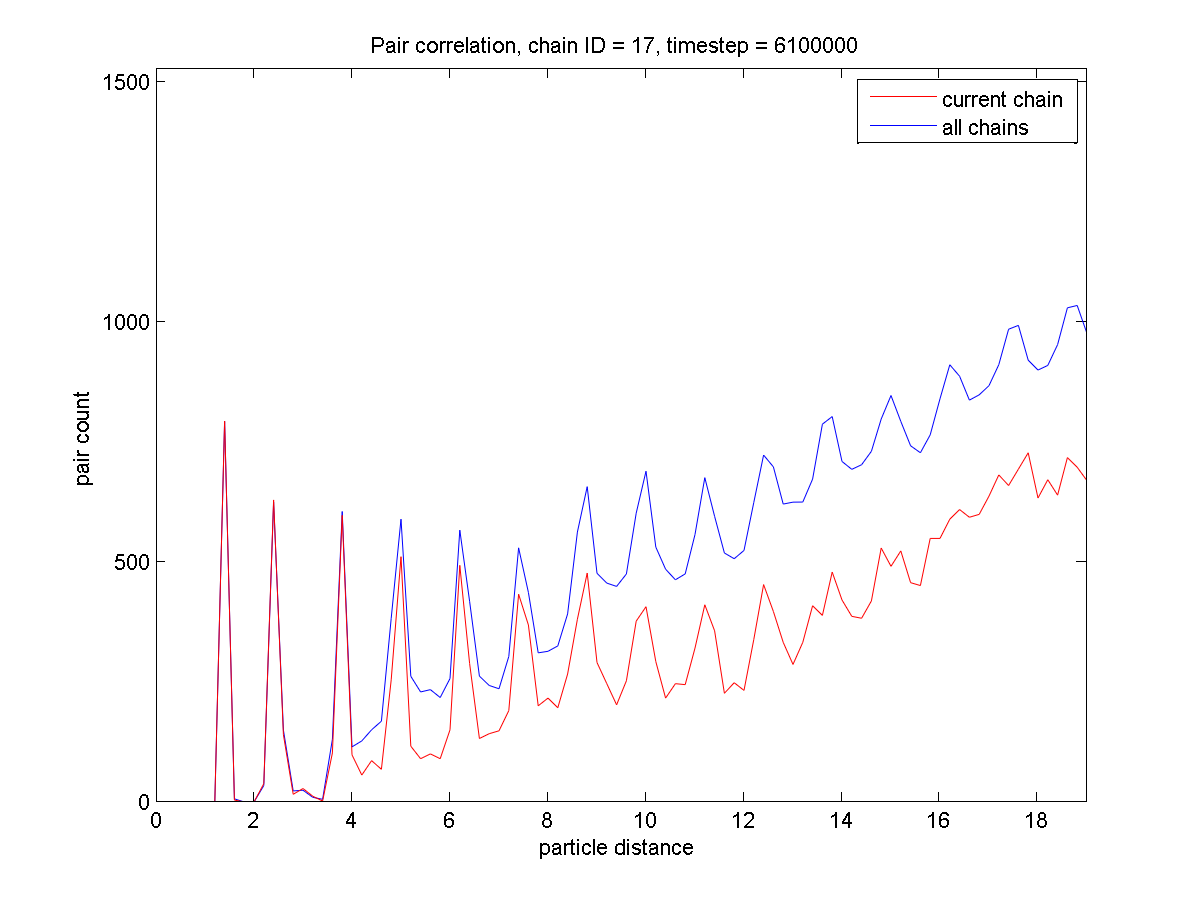 Pair correlation, chain ID = 17, timestep = 6100000
current chain
all chains
1500
1000
500
0
pair count
0 2 4 6 8 10 12 14 16 18
particle distance